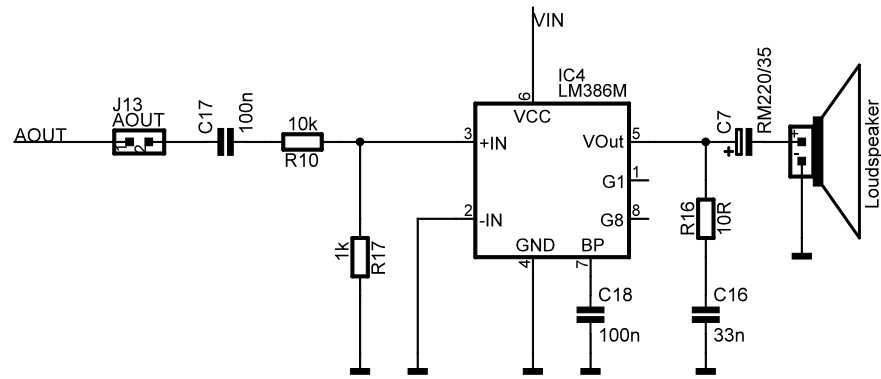 VIN
IC4
LM386M
J13
AOUT
C17
100n
10k
R10
AOUT
1
2
3
+IN
6
VCC
VOut
5
C7
RM220/35
+
+
-
Loudspeaker
G1
1
2
-IN
G8
8
R16
10R
1k
R17
GND
BP
4
7
C18
100n
C16
33n